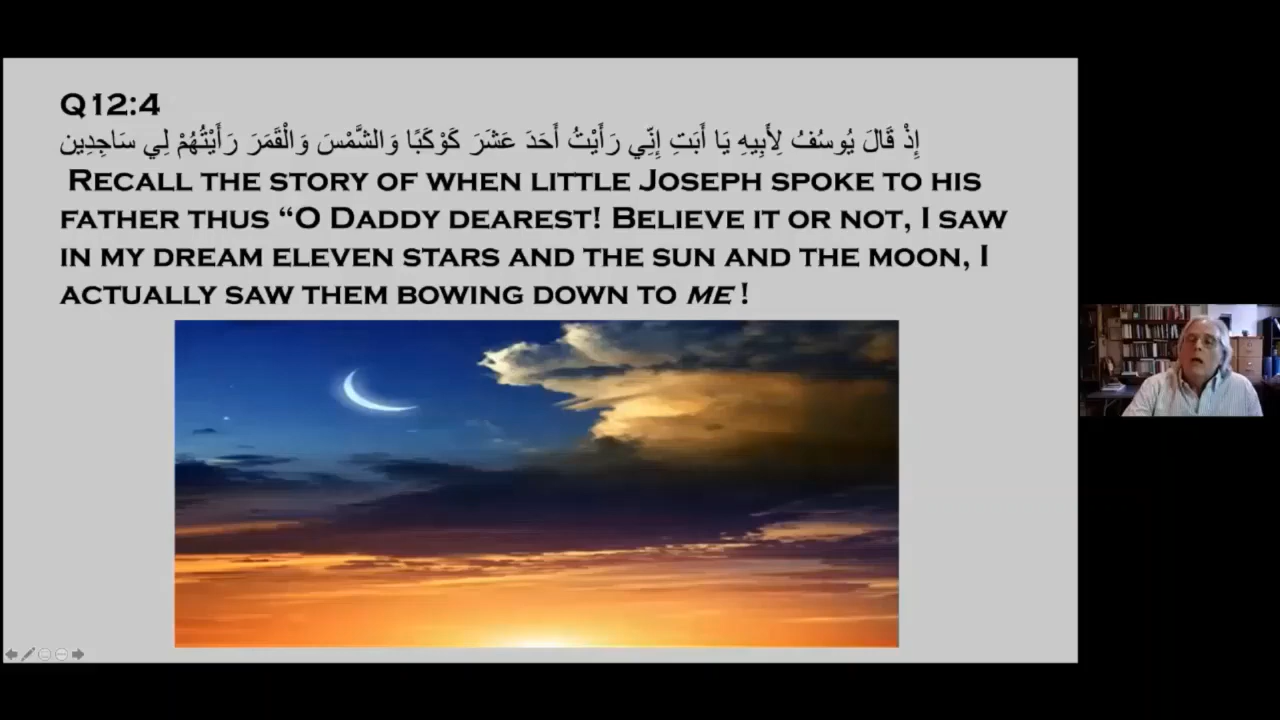 Q12:4
إِذْ قَالَ يُوسُفُ لِأَبِيهِ يَا أَبَتِ إِنِّي رَأَيْتُ أَحَدَ عَشَرَ كَوْكَبًا وَالشَّمْسَ وَالْقَمَرَ رَأَيْتُهُمْ لِي سَاجِدِين
RECALL THE STORY OF WHEN LITTLE JOSEPH SPOKE TO HIS
FATHER THUS “O DADDY DEAREST! BELIEVE IT OR NOT, I SAW
IN MY DREAM ELEVEN STARS AND THE SUN AND THE MOON, I
ACTUALLY SAW THEM BOWING DOWN TO ME !